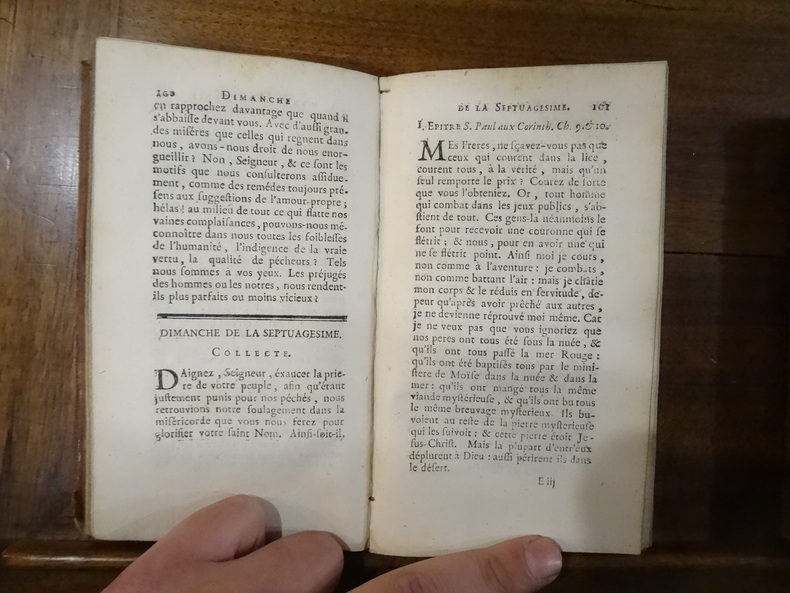 100 DIMANCHE
en rapprochez davantage que quand il
s'abbaisse devant vous. Avec d'aussi gran-
des miséres que celles qui regnent dans
nous, avons-nous droit de nous enor-
gueillir? Non, Seigneur, & ce sont les
motifs que nous consulterons assidue-
ment, comme des remédes toujours pré-
sens aux suggestions de l'amour-propre;
hélas! au milieu de tout ce qui flatte nos
vaines complaisances, pouvons-nous mé-
connoître dans nous toutes les foiblesses
de l'humanité, l'indigence de la vraie
vertu, la qualité de pécheurs? Tels
nous sommes à vos yeux. Les préjugés
des hommes ou les notres, nous rendent-
ils plus parfaits ou moins vicieux?
DIMANCHE DE LA SEPTUAGESIME.
COLLECTE.
DAignez, Seigneur, éxaucer la prie-
re de votre peuple, afin qu'étant
justement punis pour nos péchés, nous
retrouvions notre soulagement dans la
miséricorde que vous nous ferez pour
glorifier votre saint Nom. Ainsi-soit-il.
DE LA SEPTUAGESIME. 101
I. EPITRE S. Paul aux Corinth. Ch. 9. & 10.
MEs Freres, ne sçavez-vous pas que
ceux qui courent dans la lice,
courent tous, à la vérité, mais qu'un
seul remporte le prix? Courez de sorte
que vous l'obteniez. Or, tout homme
qui combat dans les jeux publics, s'ab-
stient de tout. Ces gens-là néanmoins le
font pour recevoir une couronne qui se
flétrit; & nous, pour en avoir une qui
ne se flétrit point. Ainsi moi je cours,
non comme à l'aventure: je combats,
non comme battant l'air: mais je châtie
mon corps & le réduis en servitude, de
peur qu'après avoir prêché aux autres,
je ne devienne réprouvé moi même. Car
je ne veux pas que vous ignoriez que
nos peres ont tous été sous la nuée, &
qu'ils ont tous passé la mer Rouge:
qu'ils ont été baptisés tous par le mini-
stere de Moïse dans la nuée & dans la
mer: qu'ils ont mangé tous la même
viande mystérieuse, & qu'ils ont bu tous
le même breuvage mysterieux. Ils bu-
voient au reste de la pierre mysterieuse
qui les suivoit: & cette pierre étoit Je-
sus-Christ. Mais la plupart d'entr'eux
déplurent à Dieu: aussi périrent ils dans
le désert.
E iij